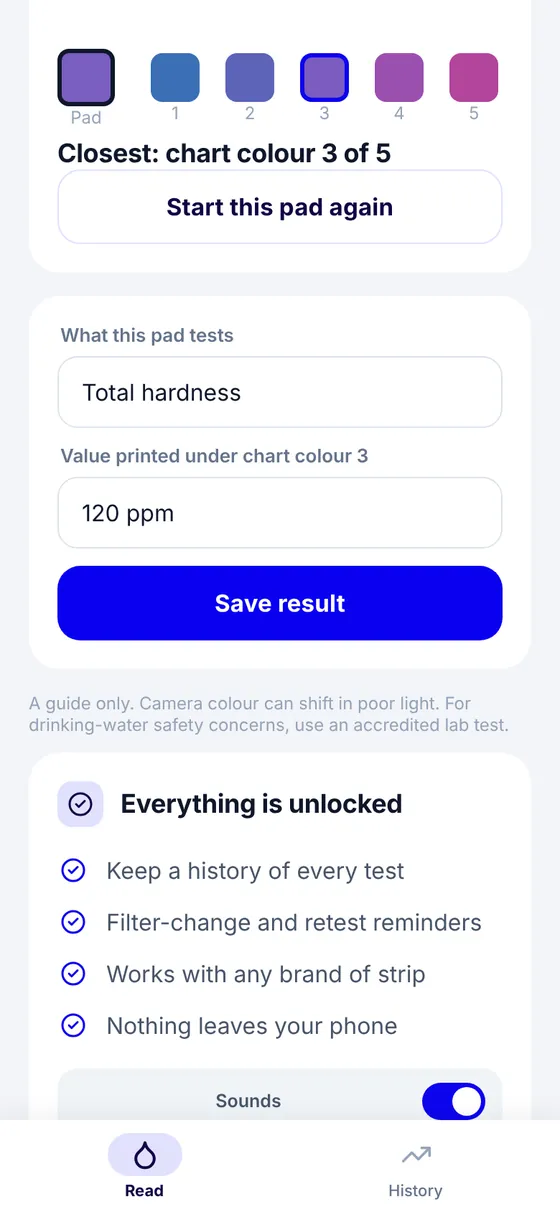 Pad
1
2
3
4
5
Closest: chart colour 3 of 5
Start this pad again
What this pad tests
Total hardness
Value printed under chart colour 3
120 ppm
Save result
A guide only. Camera colour can shift in poor light. For
drinking-water safety concerns, use an accredited lab test.
Everything is unlocked
Keep a history of every test
Filter-change and retest reminders
Works with any brand of strip
Nothing leaves your phone
Sounds
Read
History